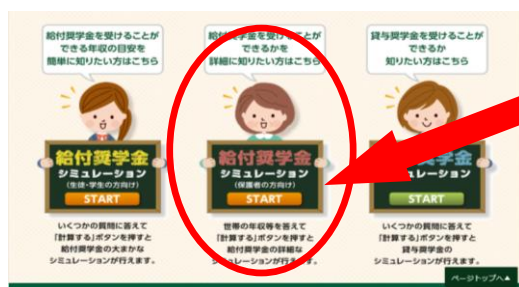 給付奨学金を受けることが
できる年収の目安を
簡単に知りたい方はこちら
給付奨学金
シミュレーション
(生徒・学生の方向け)
START
いくつかの質問に答えて
「計算する」ボタンを押すと
給付奨学金の大まかな
シミュレーションが行えます。
給付奨学金を受けることが
できるかを
詳細に知りたい方はこちら
給付奨学金
シミュレーション
(保護者の方向け)
START
世帯の年収等を答えて
「計算する」ボタンを押すと
給付奨学金の詳細な
シミュレーションが行えます。
貸与奨学金を受けることが
できるか
知りたい方はこちら
奨学金
シミュレーション
START
いくつかの質問に答えて
「計算する」ボタンを押すと
貸与奨学金の
シミュレーションが行えます。
ページトップへ▲